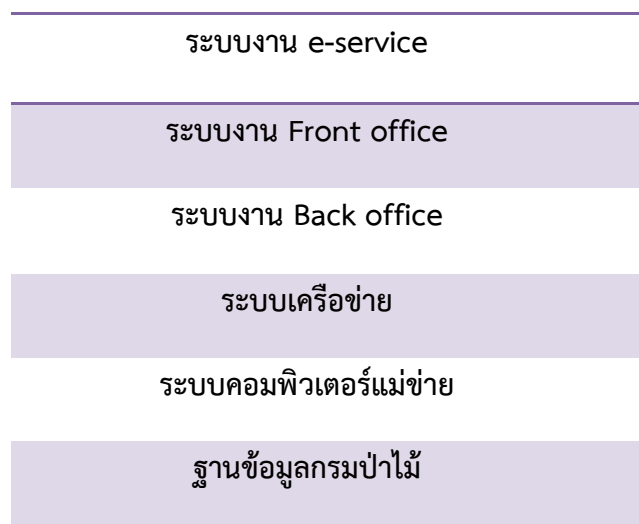 ระบบงาน e-service
ระบบงาน Front office
ระบบงาน Back office
ระบบเครือข่าย
ระบบคอมพิวเตอร์แม่ข่าย
ฐานข้อมูลกรมป่าไม้